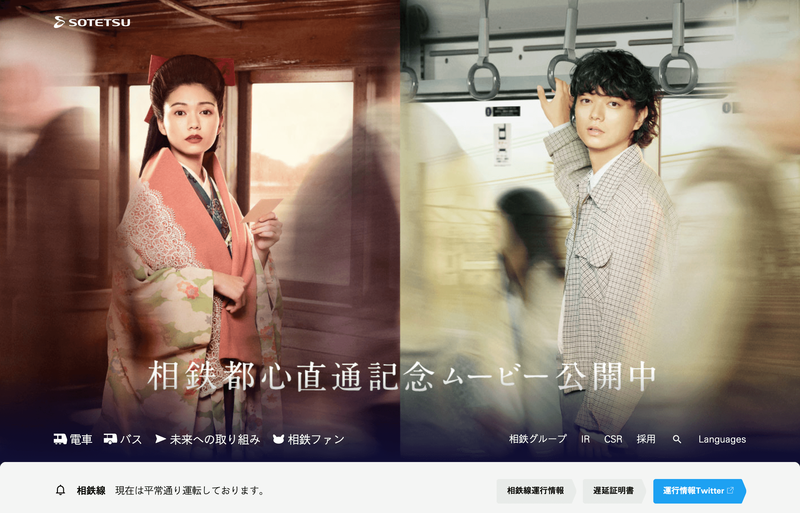 SOTETSU
相鉄都心直通記念ムービー公開中
電車 バス 未来への取り組み 相鉄ファン
相鉄グループ IR CSR 採用 Languages
相鉄線 現在は平常通り運転しております。
相鉄線運行情報 遅延証明書 運行情報Twitter